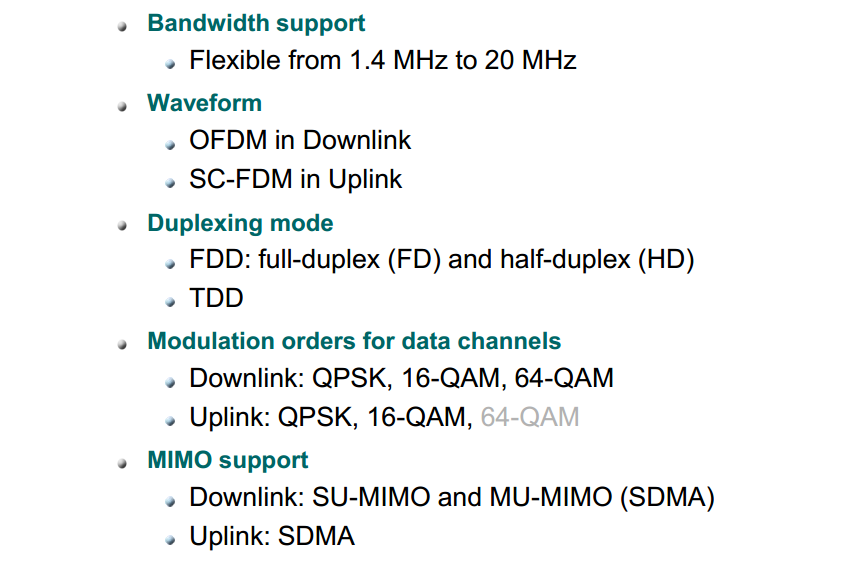 Bandwidth support
Flexible from 1.4 MHz to 20 MHz
Waveform
OFDM in Downlink
SC-FDM in Uplink
Duplexing mode
FDD: full-duplex (FD) and half-duplex (HD)
TDD
Modulation orders for data channels
Downlink: QPSK, 16-QAM, 64-QAM
Uplink: QPSK, 16-QAM, 64-QAM
MIMO support
Downlink: SU-MIMO and MU-MIMO (SDMA)
Uplink: SDMA